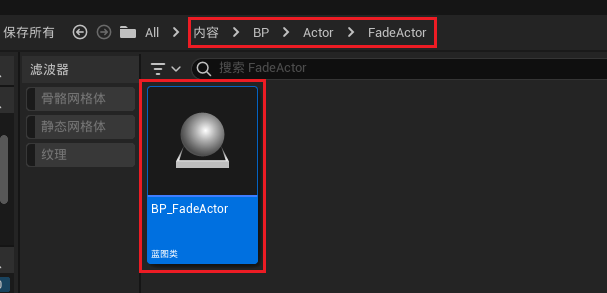 保存所有 All 内容 BP Actor FadeActor
滤波器
搜索 FadeActor
骨骼网格体
静态网格体
纹理
BP_FadeActor
蓝图类